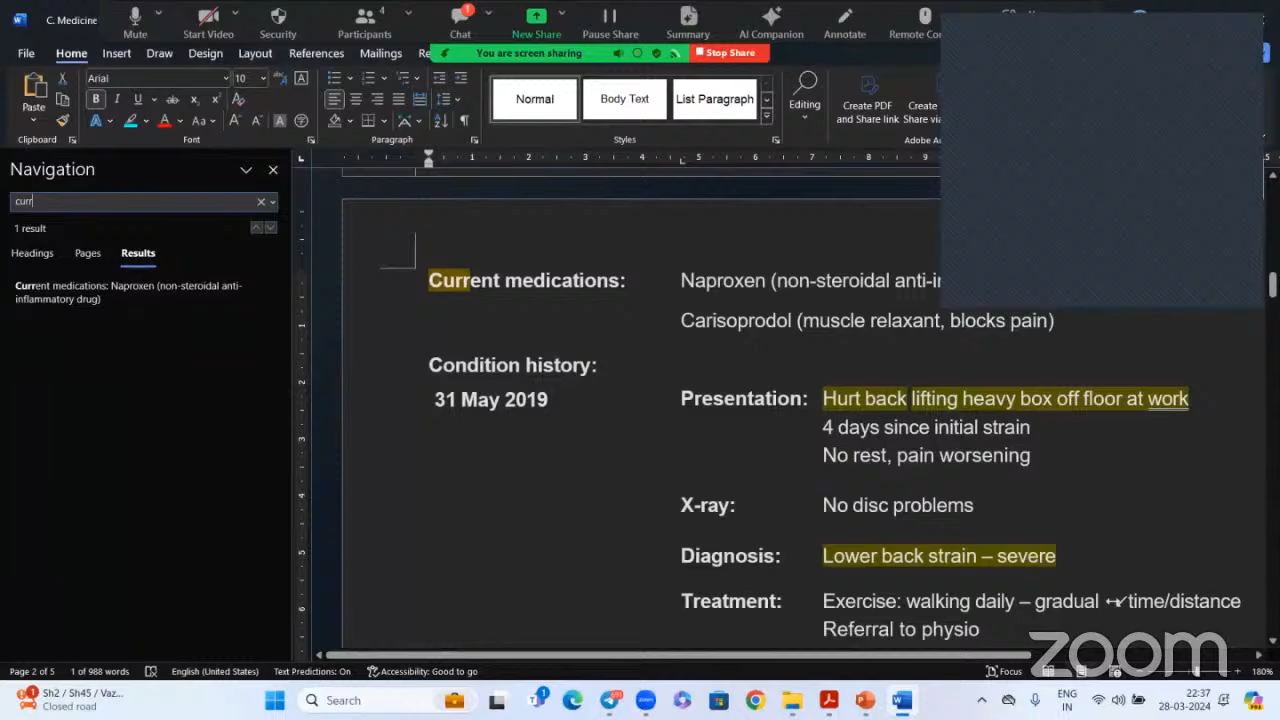 C. Medicine
Mute
Start Video
Security
4
Participants
1
Chat
New Share
Pause Share
Summary
AI Companion
Annotate
Remote Co
You are screen sharing
Stop Share
File
Home
Insert
Draw
Design
Layout
References
Mailings
Re
Paste
Arial
10
Normal
Body Text
List Paragraph
Editing
Create PDF
and Share link
Create
Share via
Clipboard
Font
Paragraph
Styles
Adobe Ac
Navigation
curr
1 result
Headings
Pages
Results
Current medications: Naproxen (non-steroidal anti-
inflammatory drug)
Current medications:
Naproxen (non-steroidal anti-i
Carisoprodol (muscle relaxant, blocks pain)
Condition history:
31 May 2019
Presentation:
Hurt back lifting heavy box off floor at work
4 days since initial strain
No rest, pain worsening
X-ray:
No disc problems
Diagnosis:
Lower back strain – severe
Treatment:
Exercise: walking daily – gradual time/distance
Referral to physio
zoom
Page 2 of 5
1 of 988 words
English (United States)
Text Predictions: On
Accessibility: Good to go
Focus
180%
Sh2 / Sh45 / Vaz...
Closed road
Search
ENG
IN
22:37
28-03-2024